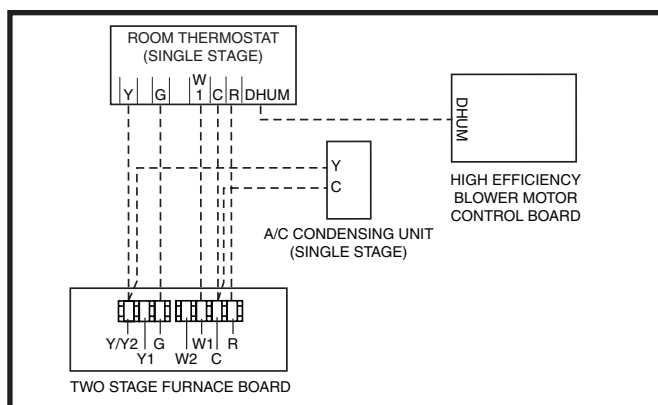 ROOM THERMOSTAT
(SINGLE STAGE)
Y G W1 C R DHUM
DHUM
Y
C
HIGH EFFICIENCY
BLOWER MOTOR
CONTROL BOARD
A/C CONDENSING UNIT
(SINGLE STAGE)
Y/Y2 G W1 R
Y1 W2 C
TWO STAGE FURNACE BOARD